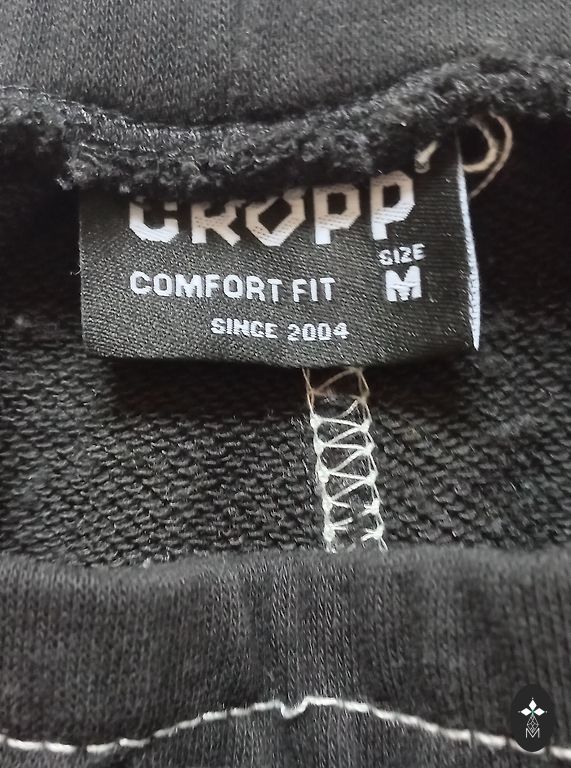 CROPP
SIZE
M
COMFORT FIT
SINCE 2004
M